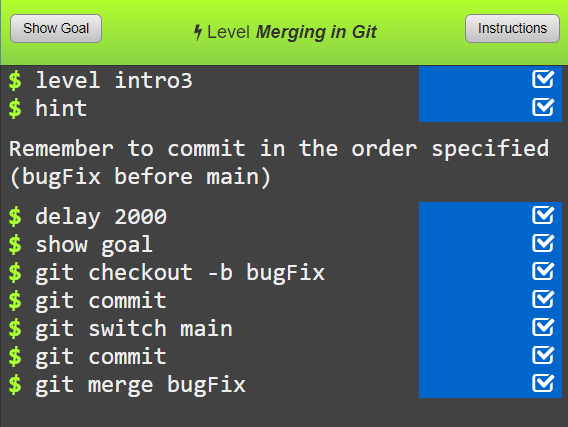 Show Goal
Level Merging in Git
Instructions
$ level intro3
$ hint
Remember to commit in the order specified
(bugFix before main)
$ delay 2000
$ show goal
$ git checkout -b bugFix
$ git commit
$ git switch main
$ git commit
$ git merge bugFix